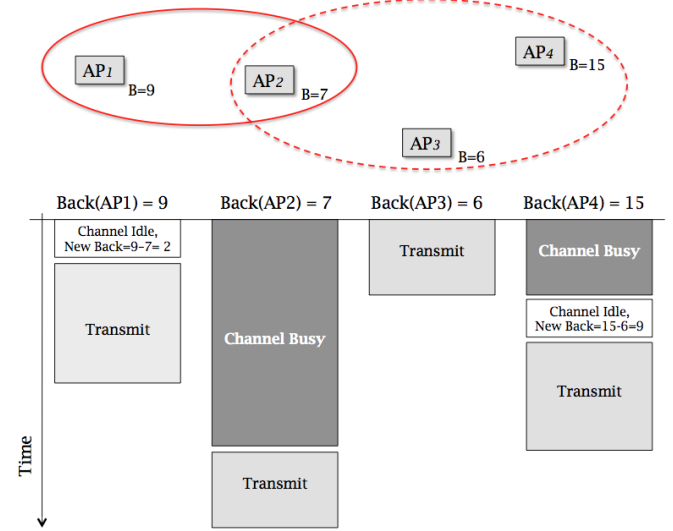 AP1
B=9
AP2
B=7
AP4
B=15
AP3
B=6
Back(AP1) = 9
Back(AP2) = 7
Back(AP3) = 6
Back(AP4) = 15
Channel Idle,
New Back=9-7= 2
Transmit
Channel Busy
Transmit
Transmit
Channel Busy
Channel Idle,
New Back=15-6=9
Transmit
Time